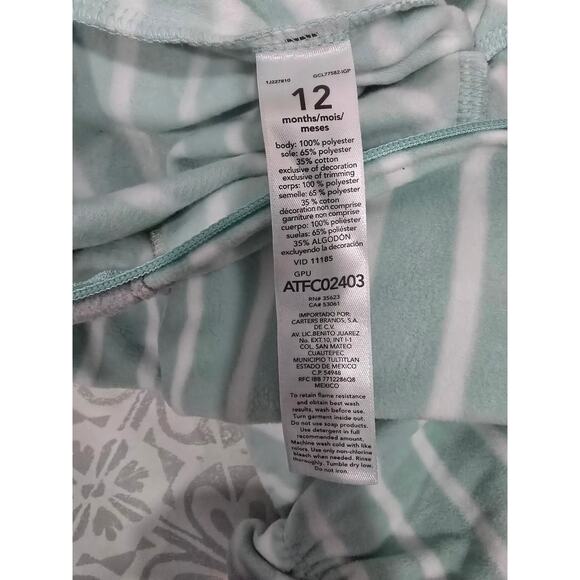 1J227810 GCL77582-IGP
12
months/mois/
meses
body: 100% polyester
sole: 65% polyester
35% cotton
exclusive of decoration
exclusive of trimming
corps: 100 % polyester
semelle: 65 % polyester
35 % coton
décoration non comprise
garniture non comprise
cuerpo: 100% poliéster
suelas: 65% poliéster
35% ALGODÓN
excluyendo la decoración
VID 11185
GPU
ATFC02403
RN# 35623
CA# 53061
IMPORTADO POR:
CARTERS BRANDS, S.A.
DE C.V.
AV. LIC.BENITO JUAREZ
No. EXT.10, INT I-1
COL. SAN MATEO
CUAUTEPEC
MUNICIPIO TULTITLAN
ESTADO DE MEXICO
C.P. 54948
RFC IBB 7712286Q8
MEXICO
To retain flame resistance
and obtain best wash
results, wash before use.
Turn garment inside out.
Do not use soap products.
Use detergent in full
recommended amount.
Machine wash cold with like
colors. Use only non-chlorine
bleach when needed. Rinse
thoroughly. Tumble dry low.
Do not iron.